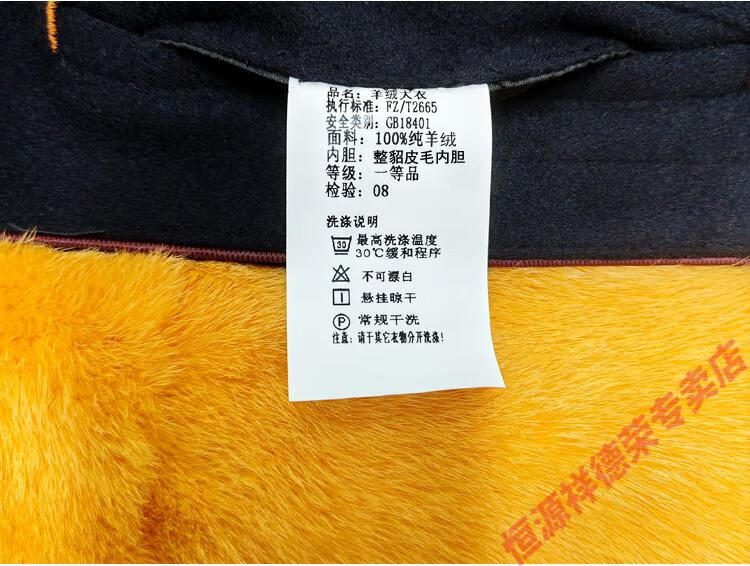 品名：羊绒大衣
执行标准：FZ/T2665
安全类别：GB18401
面料：100%纯羊绒
内胆：整貂皮毛内胆
等级：一等品
检验：08
洗涤说明
30 最高洗涤温度
30℃缓和程序
不可漂白
悬挂晾干
P 常规干洗
注意：请于其它衣物分开洗涤！
恒源祥德荣专卖店